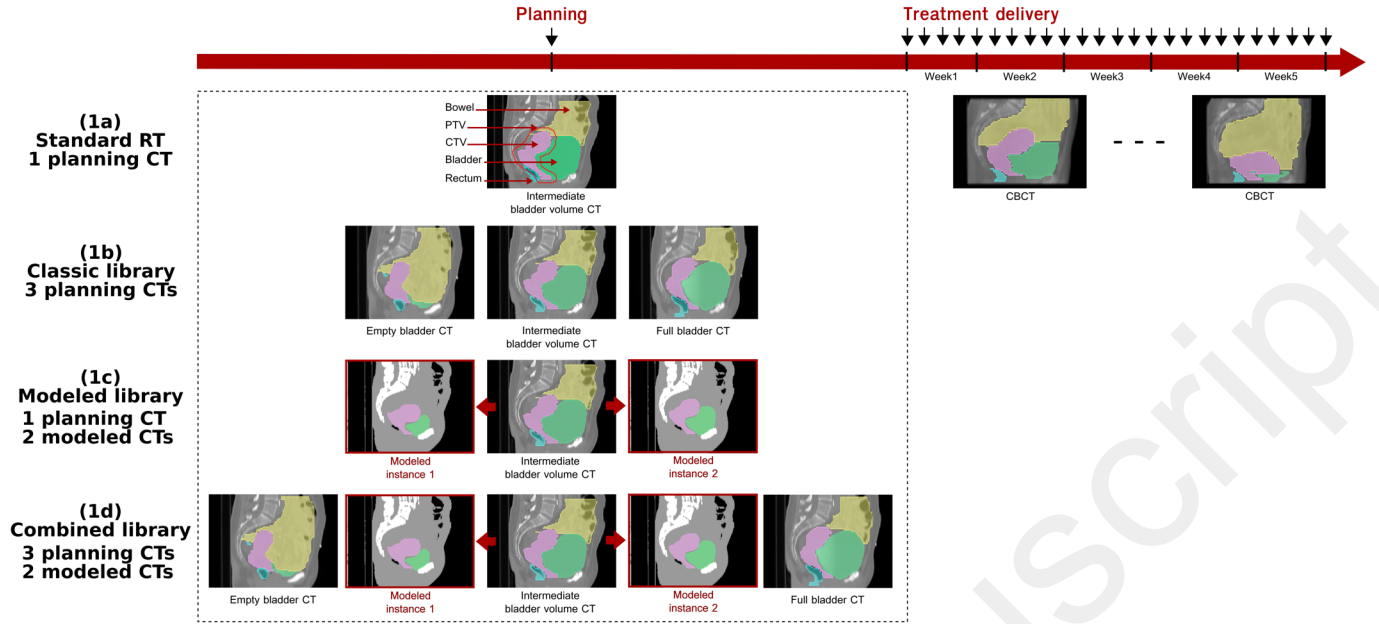 Planning
Treatment delivery
Week1
Week2
Week3
Week4
Week5
(1a)
Standard RT
1 planning CT
Bowel
PTV
CTV
Bladder
Rectum
Intermediate
bladder volume CT
CBCT
- - -
CBCT
(1b)
Classic library
3 planning CTs
Empty bladder CT
Intermediate
bladder volume CT
Full bladder CT
(1c)
Modeled library
1 planning CT
2 modeled CTs
Modeled
instance 1
Intermediate
bladder volume CT
Modeled
instance 2
(1d)
Combined library
3 planning CTs
2 modeled CTs
Empty bladder CT
Modeled
instance 1
Intermediate
bladder volume CT
Modeled
instance 2
Full bladder CT
uscript